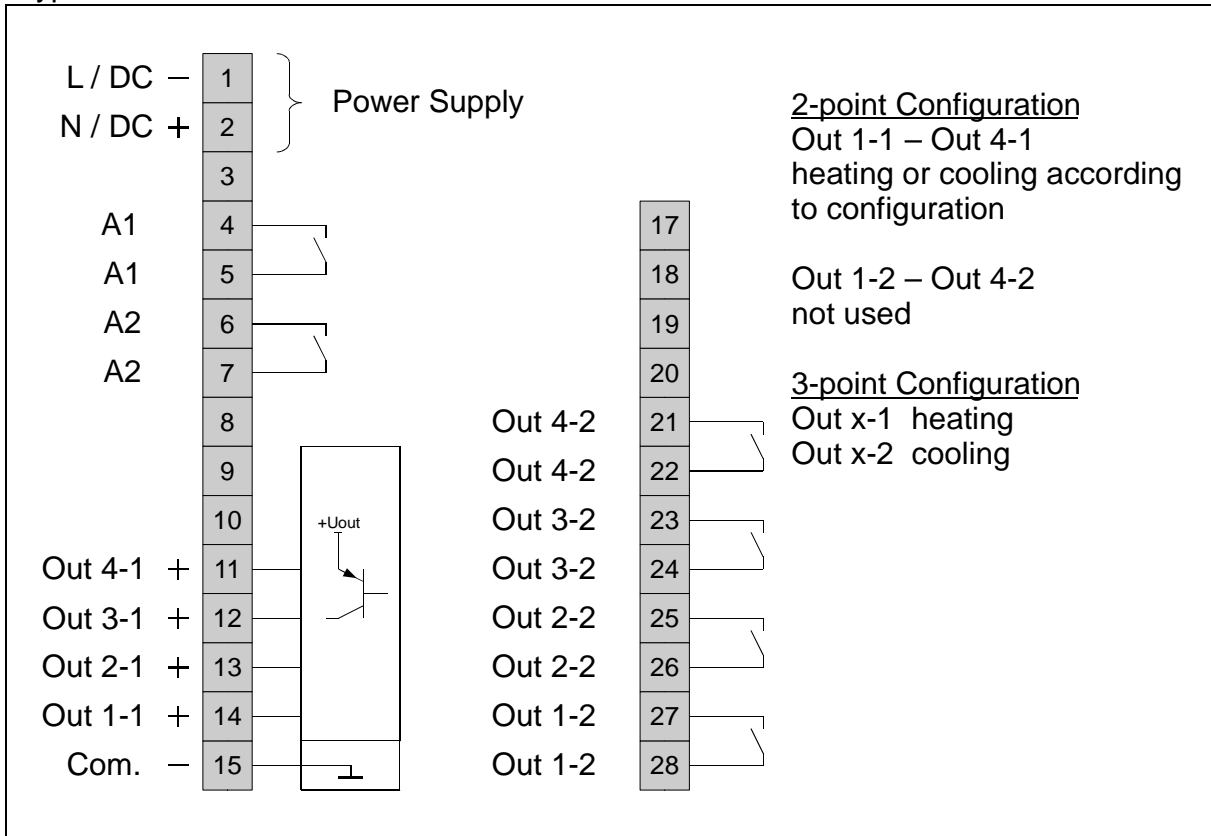 L / DC − 1
N / DC + 2
Power Supply
3
A1 4
A1 5
A2 6
A2 7
8
9
10
+Uout
Out 4-1 + 11
Out 3-1 + 12
Out 2-1 + 13
Out 1-1 + 14
Com. − 15
17
18
19
20
Out 4-2 21
Out 4-2 22
Out 3-2 23
Out 3-2 24
Out 2-2 25
Out 2-2 26
Out 1-2 27
Out 1-2 28
2-point Configuration
Out 1-1 – Out 4-1
heating or cooling according
to configuration
Out 1-2 – Out 4-2
not used
3-point Configuration
Out x-1 heating
Out x-2 cooling